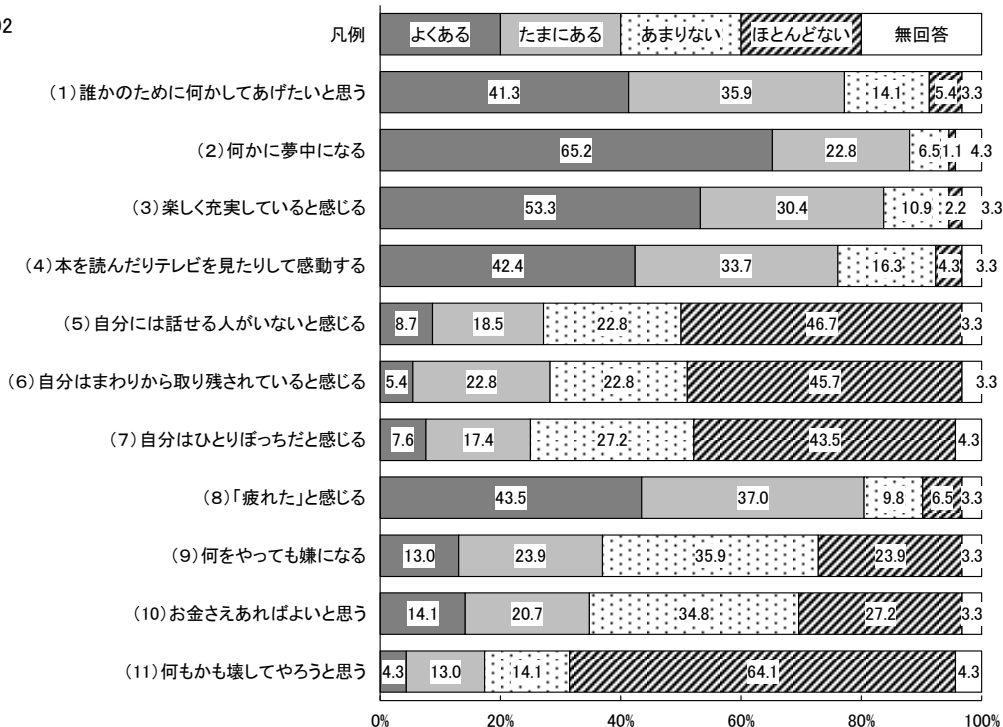 凡例 よくある たまにある あまりない ほとんどない 無回答
(1)誰かのために何かしてあげたいと思う 41.3 35.9 14.1 5.4 3.3
(2)何かに夢中になる 65.2 22.8 6.5 1.1 4.3
(3)楽しく充実していると感じる 53.3 30.4 10.9 2.2 3.3
(4)本を読んだりテレビを見たりして感動する 42.4 33.7 16.3 4.3 3.3
(5)自分には話せる人がいないと感じる 8.7 18.5 22.8 46.7 3.3
(6)自分はまわりから取り残されていると感じる 5.4 22.8 22.8 45.7 3.3
(7)自分はひとりぼっちだと感じる 7.6 17.4 27.2 43.5 4.3
(8)「疲れた」と感じる 43.5 37.0 9.8 6.5 3.3
(9)何をやっても嫌になる 13.0 23.9 35.9 23.9 3.3
(10)お金さえあればよいと思う 14.1 20.7 34.8 27.2 3.3
(11)何もかも壊してやろうと思う 4.3 13.0 14.1 64.1 4.3
0% 20% 40% 60% 80% 100%